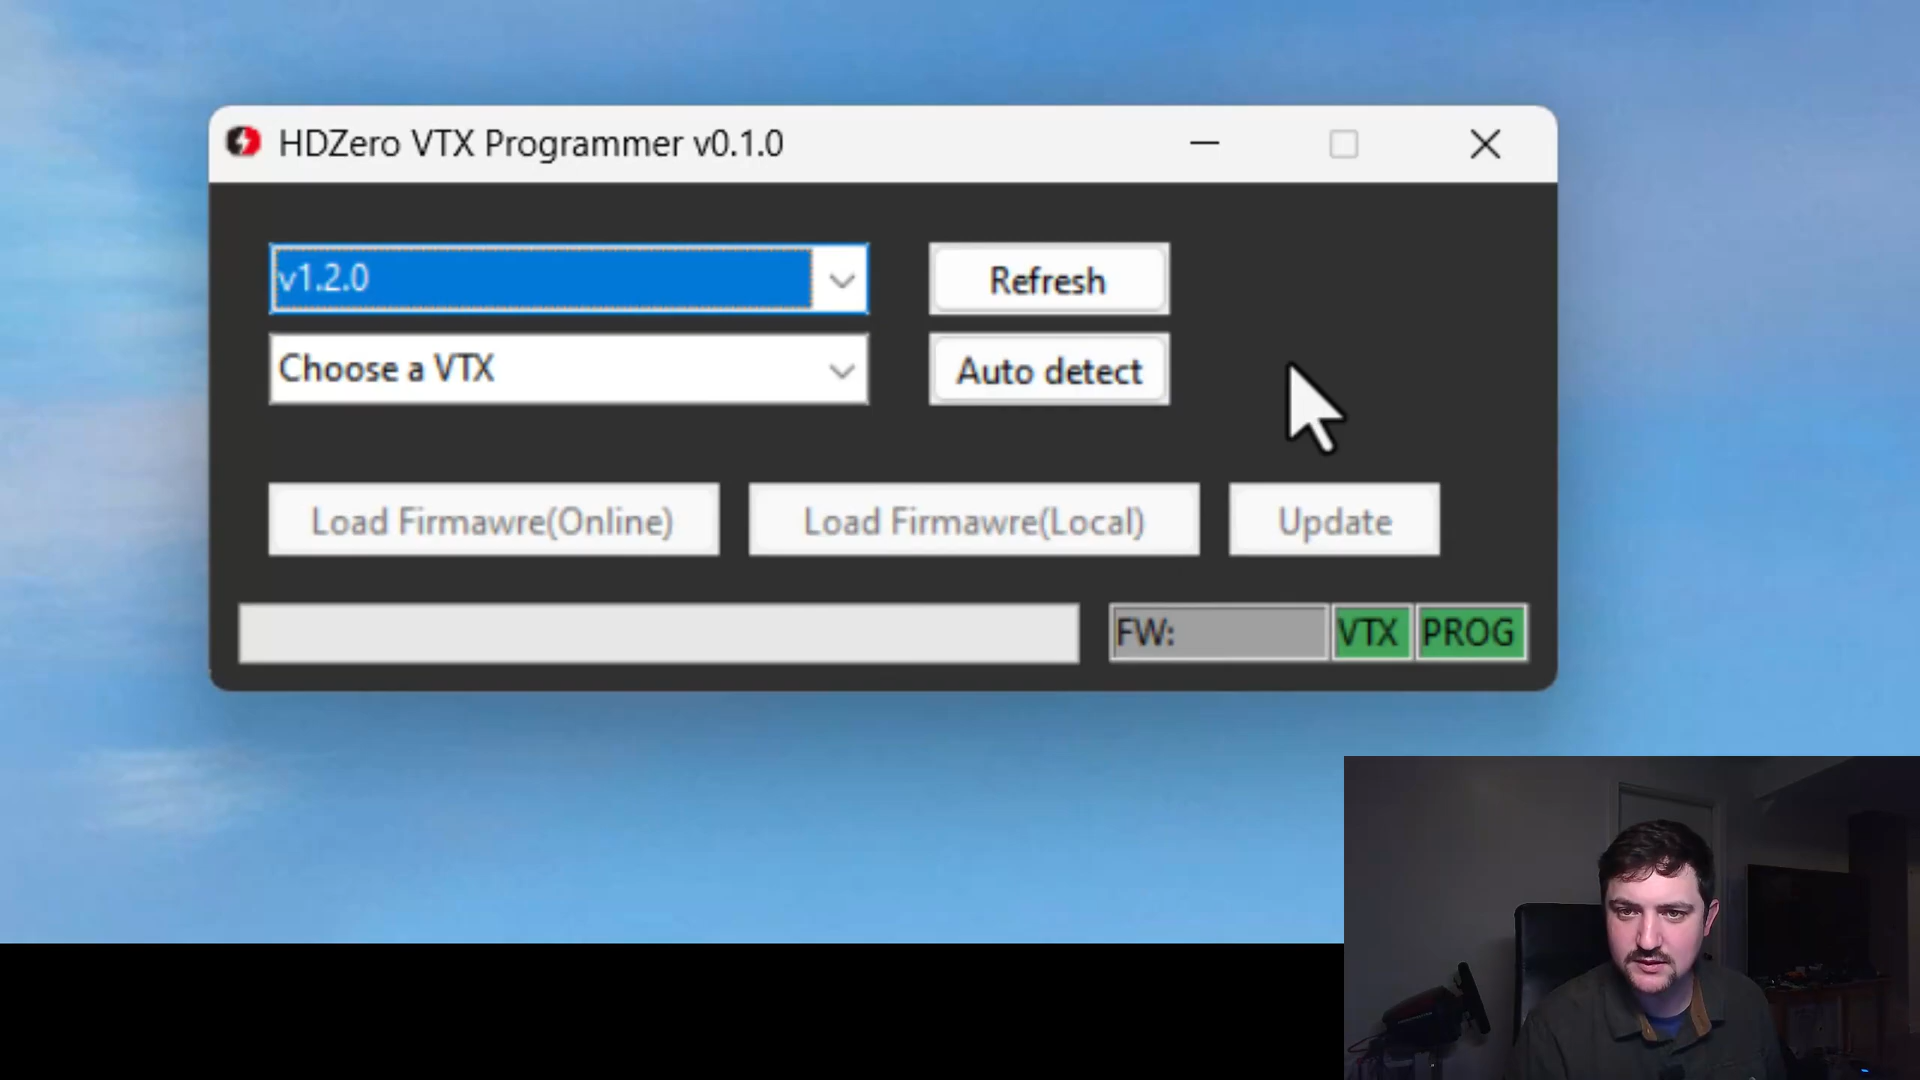 HDZero VTX Programmer v0.1.0
v1.2.0
Refresh
Choose a VTX
Auto detect
Load Firmawre(Online)
Load Firmawre(Local)
Update
FW:
VTX
PROG